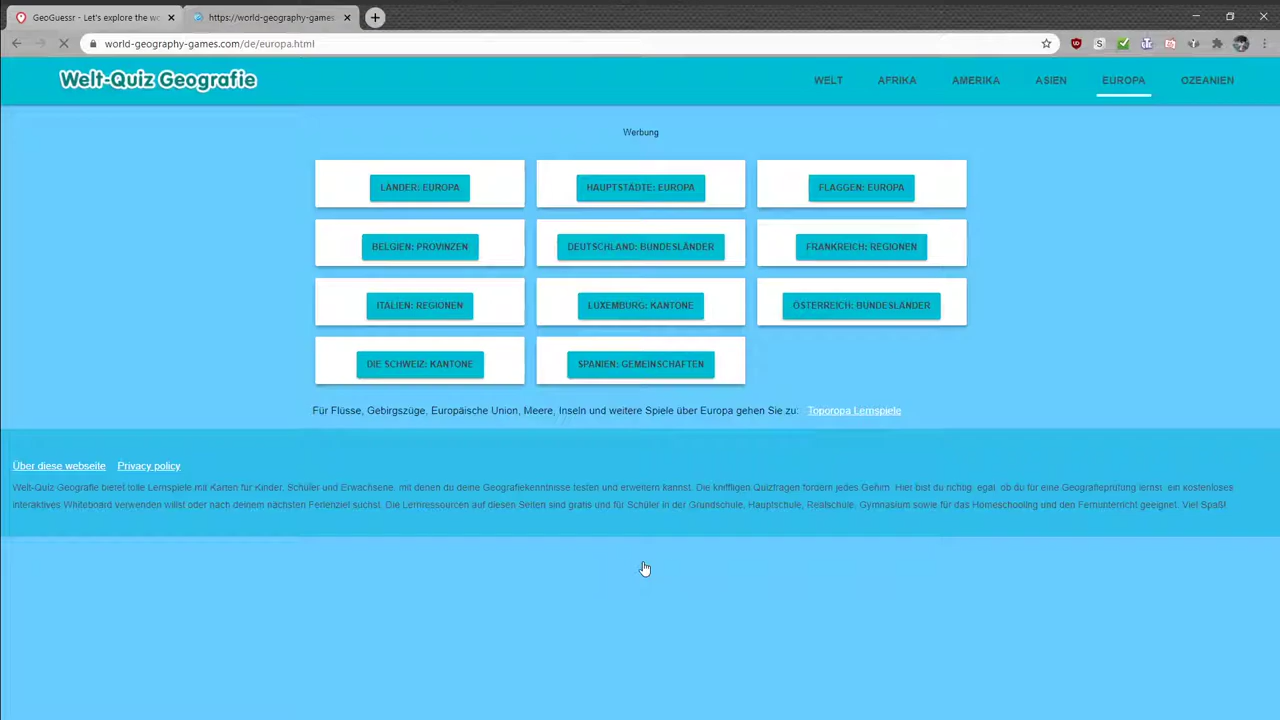 GeoGuessr - Let's explore the wo
https://world-geography-games
world-geography-games.com/de/europa.html
Welt-Quiz Geografie
WELT AFRIKA AMERIKA ASIEN EUROPA OZEANIEN
Werbung
LÄNDER: EUROPA HAUPTSTÄDTE: EUROPA FLAGGEN: EUROPA
BELGIEN: PROVINZEN DEUTSCHLAND: BUNDESLÄNDER FRANKREICH: REGIONEN
ITALIEN: REGIONEN LUXEMBURG: KANTONE ÖSTERREICH: BUNDESLÄNDER
DIE SCHWEIZ: KANTONE SPANIEN: GEMEINSCHAFTEN
Für Flüsse, Gebirgszüge, Europäische Union, Meere, Inseln und weitere Spiele über Europa gehen Sie zu: Toporopa Lernspiele
Über diese webseite Privacy policy
Welt-Quiz Geografie bietet tolle Lernspiele mit Karten für Kinder, Schüler und Erwachsene, mit denen du deine Geografiekenntnisse testen und erweitern kannst. Die kniffligen Quizfragen fordern jedes Gehirn. Hier bist du richtig, egal, ob du für eine Geografieprüfung lernst, ein kostenloses
interaktives Whiteboard verwenden willst oder nach deinem nächsten Ferienziel suchst. Die Lernressourcen auf diesen Seiten sind gratis und für Schüler in der Grundschule, Hauptschule, Realschule, Gymnasium sowie für das Homeschooling und den Fernunterricht geeignet. Viel Spaß!